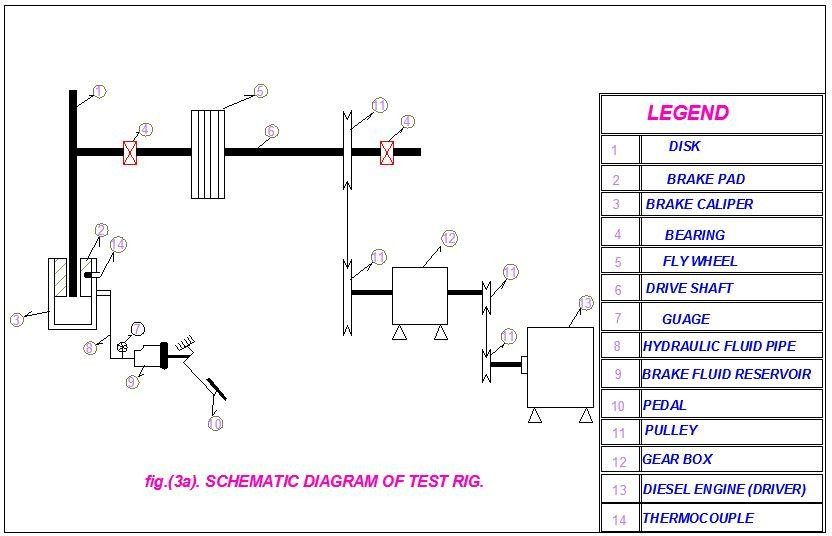 1
5
11
4
6
4
2
14
12
11
11
13
3
7
8
11
9
10
fig.(3a). SCHEMATIC DIAGRAM OF TEST RIG.
LEGEND
1 DISK
2 BRAKE PAD
3 BRAKE CALIPER
4 BEARING
5 FLY WHEEL
6 DRIVE SHAFT
7 GUAGE
8 HYDRAULIC FLUID PIPE
9 BRAKE FLUID RESERVOIR
10 PEDAL
11 PULLEY
12 GEAR BOX
13 DIESEL ENGINE (DRIVER)
14 THERMOCOUPLE